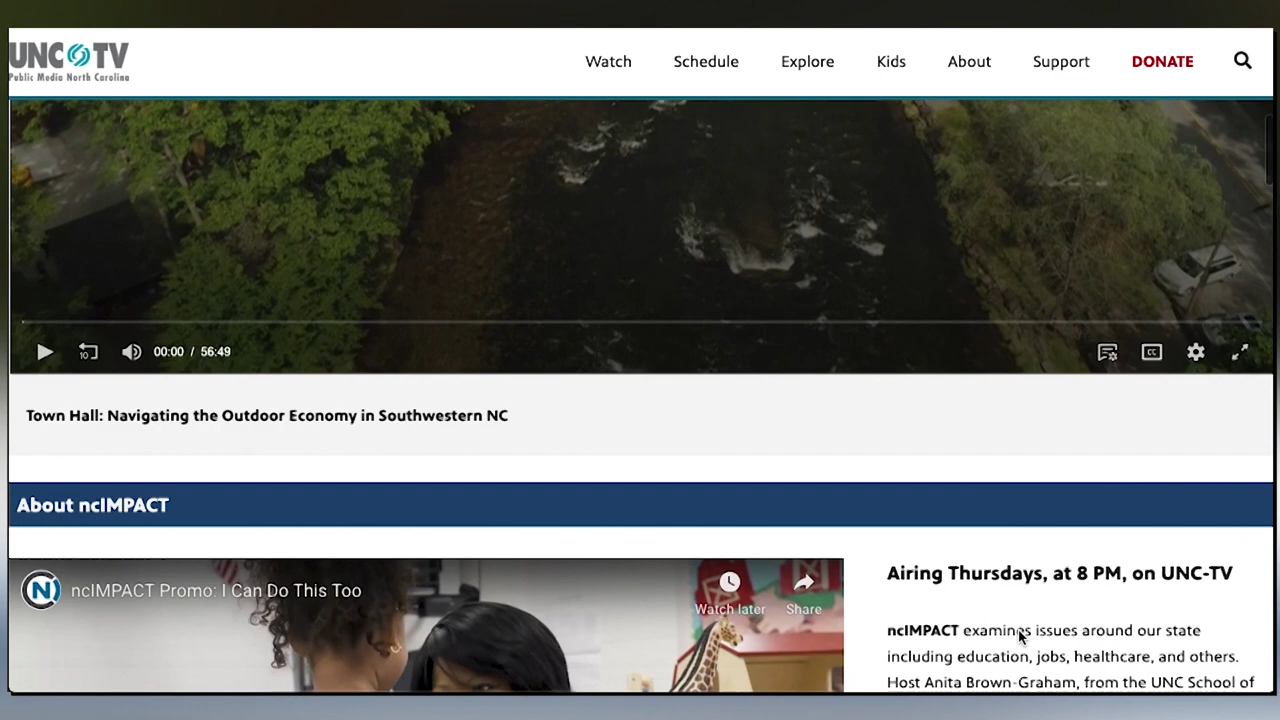 UNC TV
Public Media North Carolina
Watch
Schedule
Explore
Kids
About
Support
DONATE
10
00:00 / 56:49
CC
Town Hall: Navigating the Outdoor Economy in Southwestern NC
About ncIMPACT
N
ncIMPACT Promo: I Can Do This Too
Watch later
Share
Airing Thursdays, at 8 PM, on UNC-TV
ncIMPACT examines issues around our state
including education, jobs, healthcare, and others.
Host Anita Brown-Graham, from the UNC School of